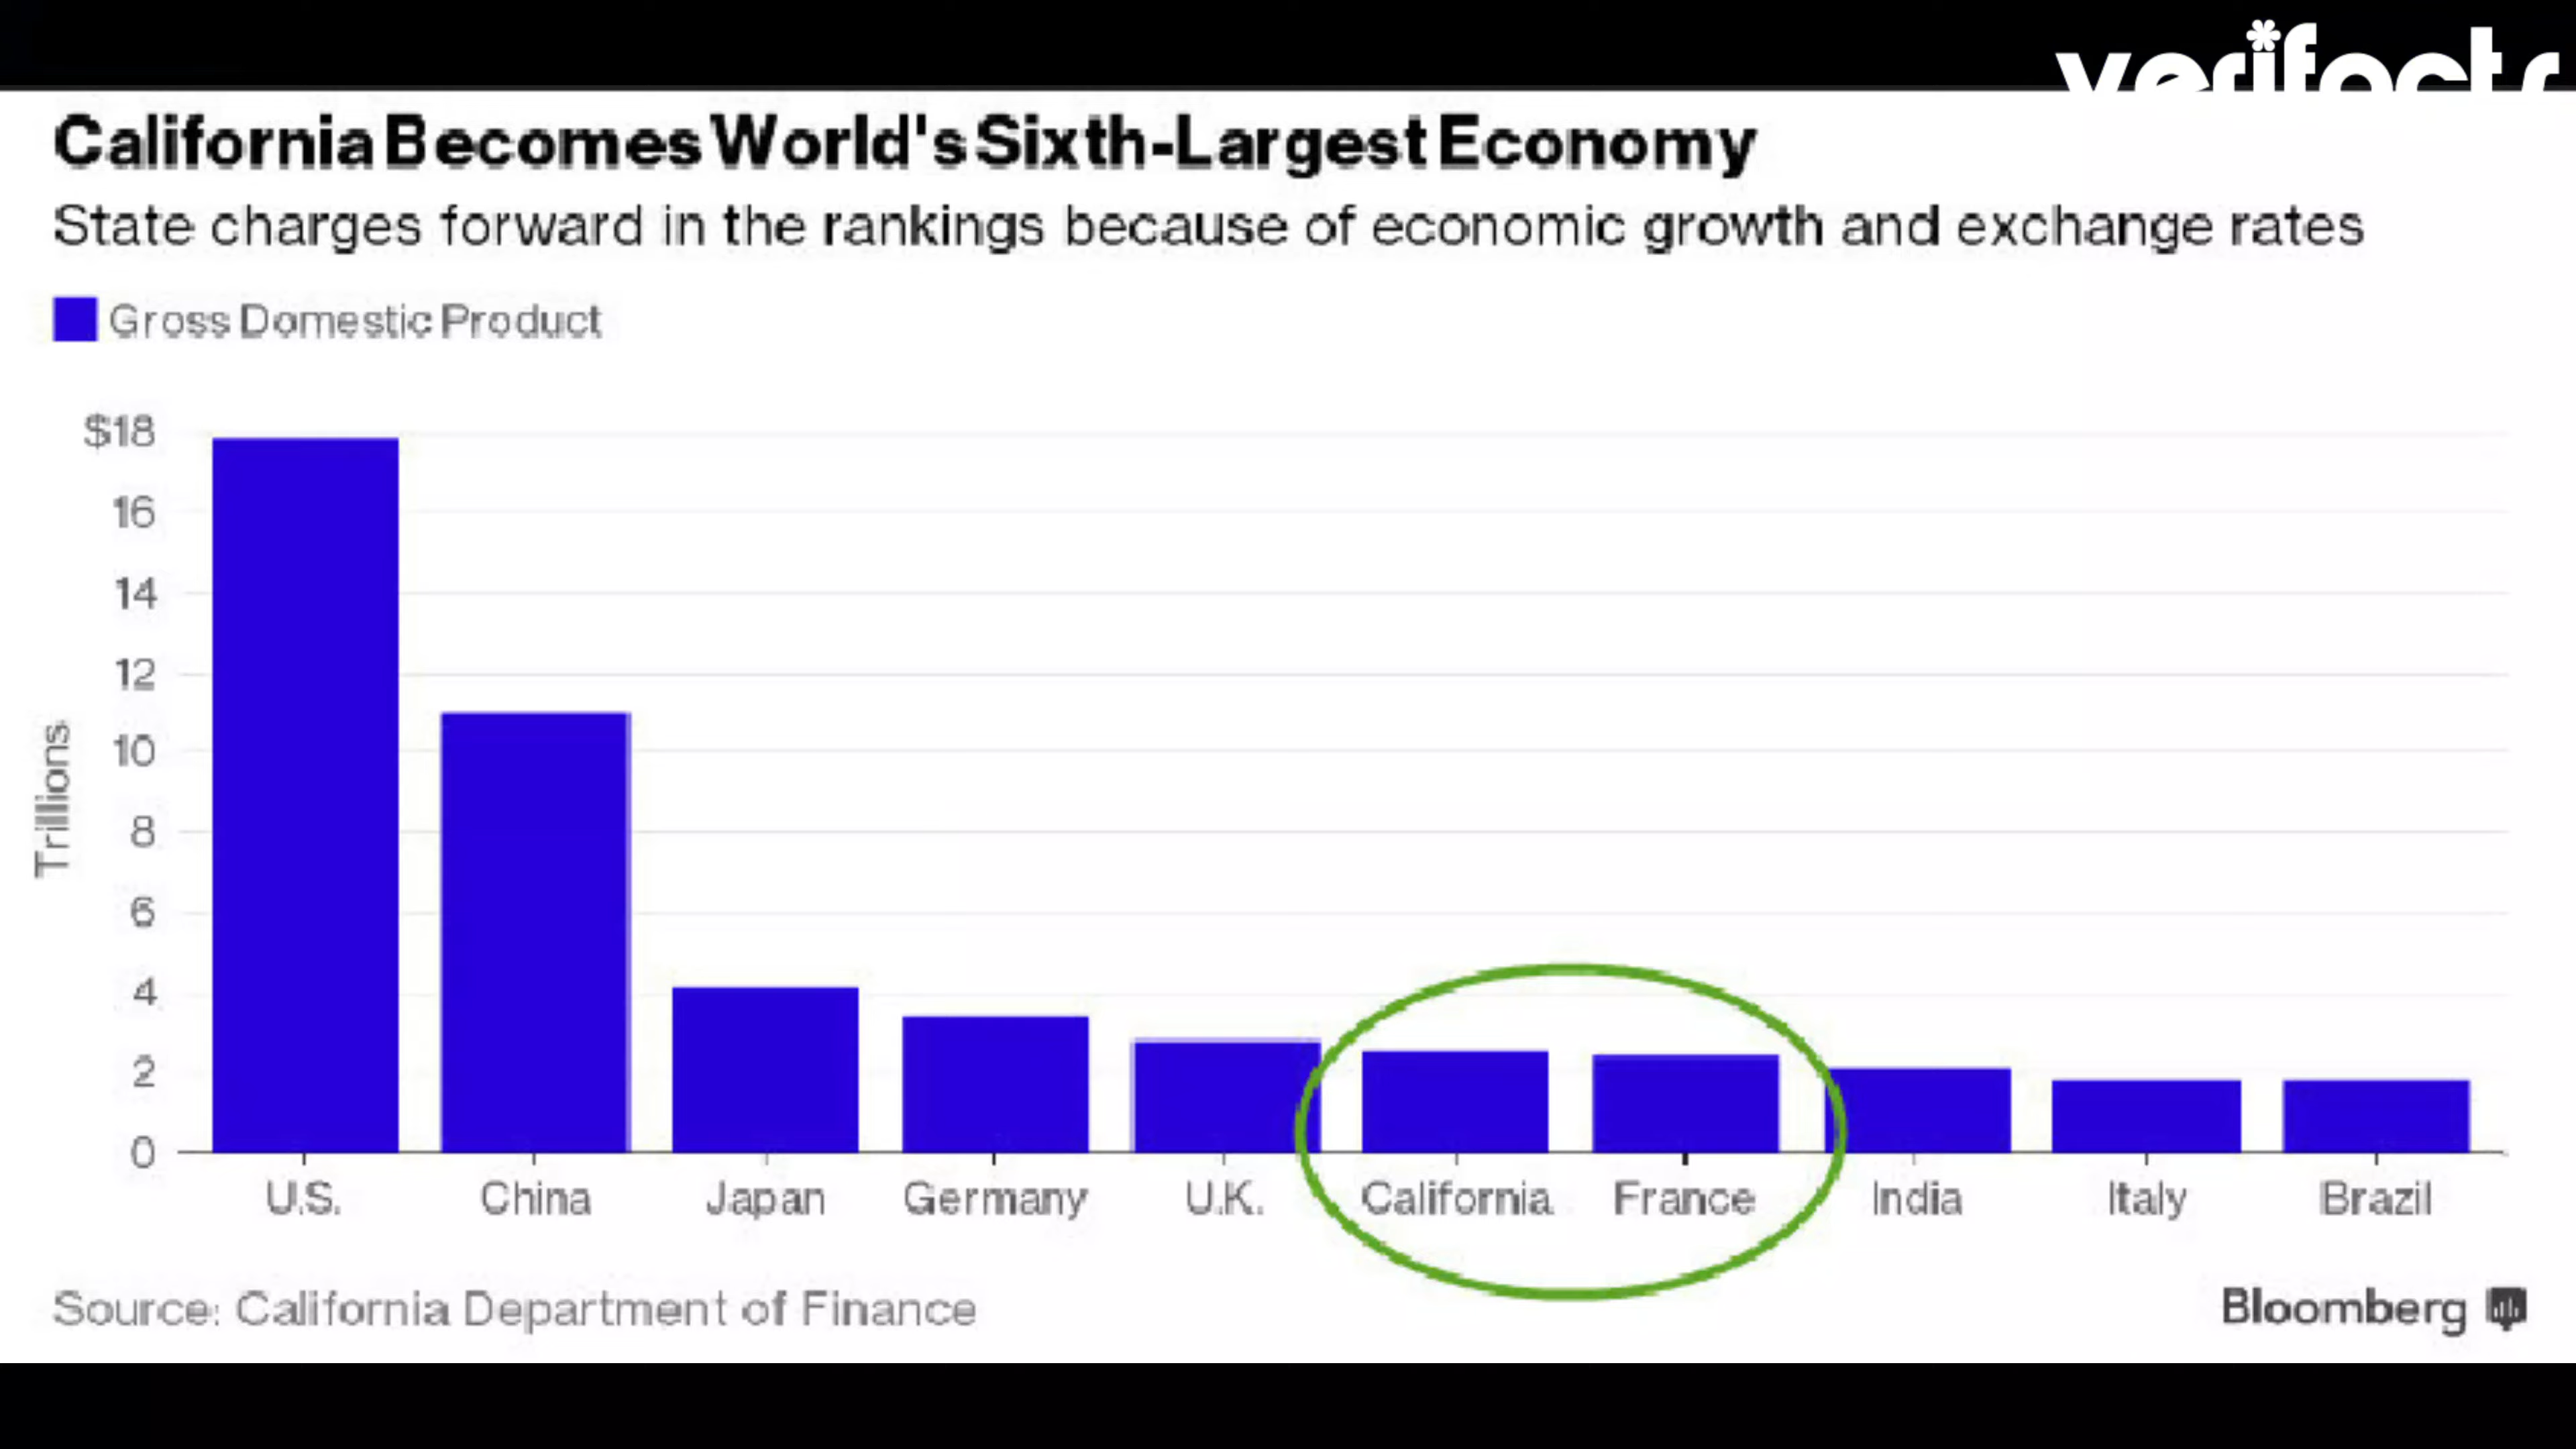 verifacts
California Becomes World's Sixth-Largest Economy
State charges forward in the rankings because of economic growth and exchange rates
Gross Domestic Product
$18
16
14
12
10
8
6
4
2
0
Trillions
U.S. China Japan Germany U.K. California France India Italy Brazil
Source: California Department of Finance
Bloomberg